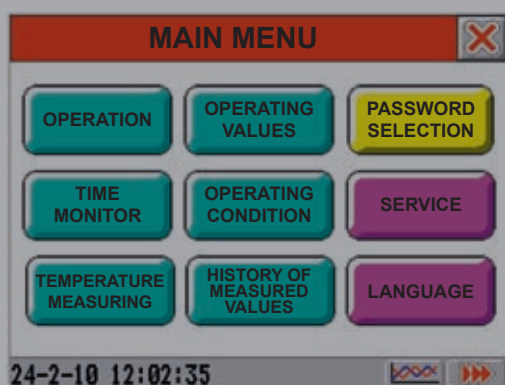 MAIN MENU
OPERATION
OPERATING
VALUES
PASSWORD
SELECTION
TIME
MONITOR
OPERATING
CONDITION
SERVICE
TEMPERATURE
MEASURING
HISTORY OF
MEASURED
VALUES
LANGUAGE
24-2-10 12:02:35